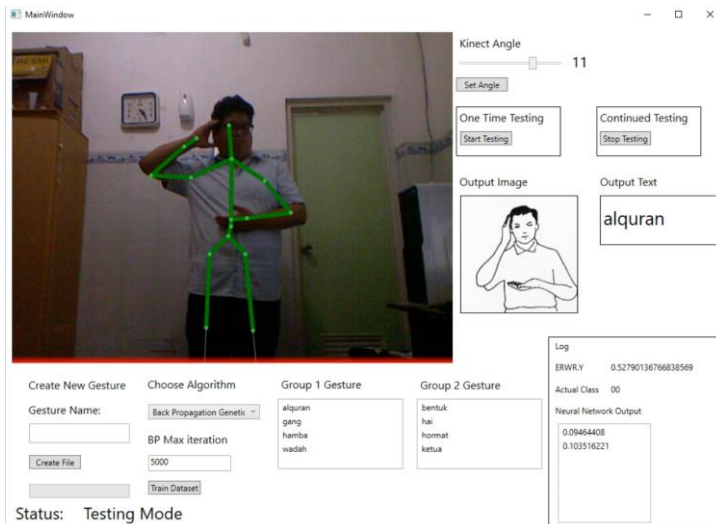 MainWindow
Kinect Angle
11
Set Angle
One Time Testing
Start Testing
Continued Testing
Stop Testing
Output Image
Output Text
alquran
Create New Gesture
Gesture Name:
Create File
Choose Algorithm
Back Propagation Genetic
BP Max iteration
5000
Train Dataset
Group 1 Gesture
alquran
gang
hamba
wadah
Group 2 Gesture
bentuk
hai
hormat
ketua
Log
ERWR.Y 0.52790136766838569
Actual Class 00
Neural Network Output
0.09464408
0.103516221
Status: Testing Mode